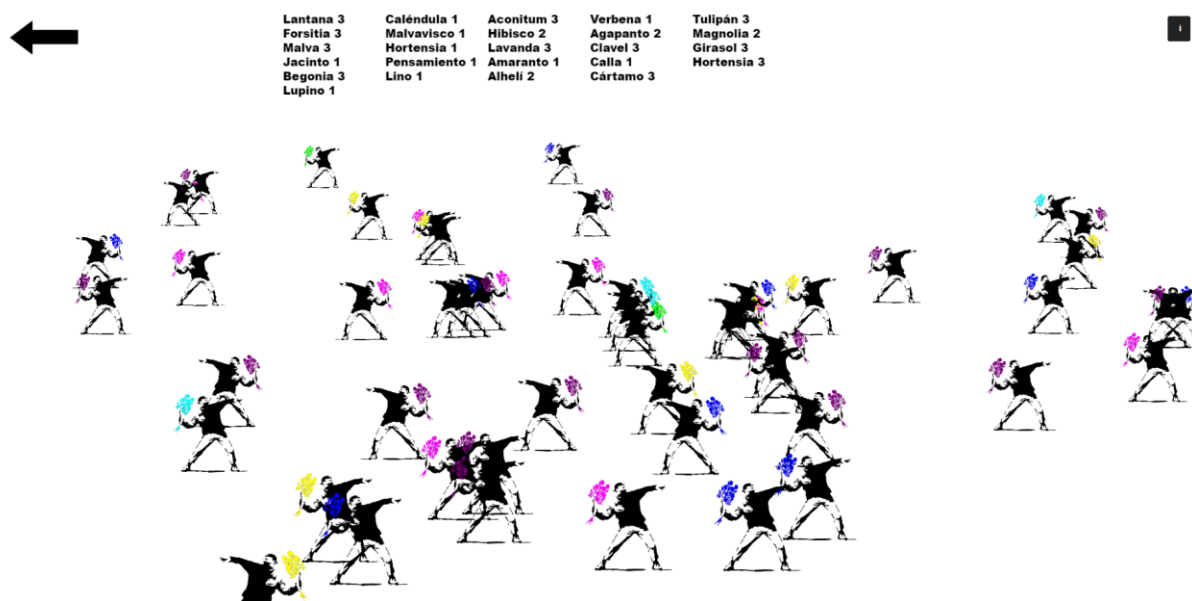 Lantana 3
Forsitia 3
Malva 3
Jacinto 1
Begonia 3
Lupino 1
Caléndula 1
Malvavisco 1
Hortensia 1
Pensamiento 1
Lino 1
Aconitum 3
Hibisco 2
Lavanda 3
Amaranto 1
Alhelí 2
Verbena 1
Agapanto 2
Clavel 3
Calla 1
Cártamo 3
Tulipán 3
Magnolia 2
Girasol 3
Hortensia 3
i